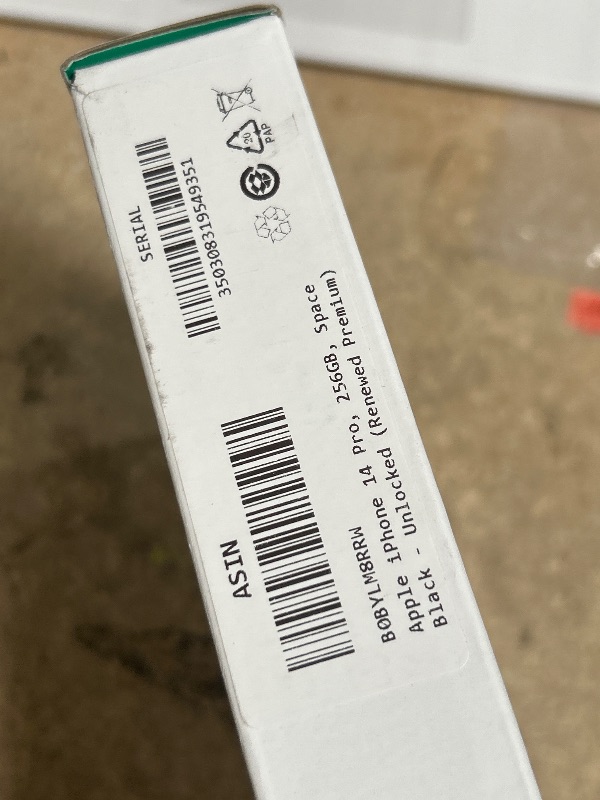 SERIAL
350308319549351
20
PAP
ASIN
B0BYLM8RRW
Apple iPhone 14 Pro, 256GB, Space
Black - Unlocked (Renewed Premium)